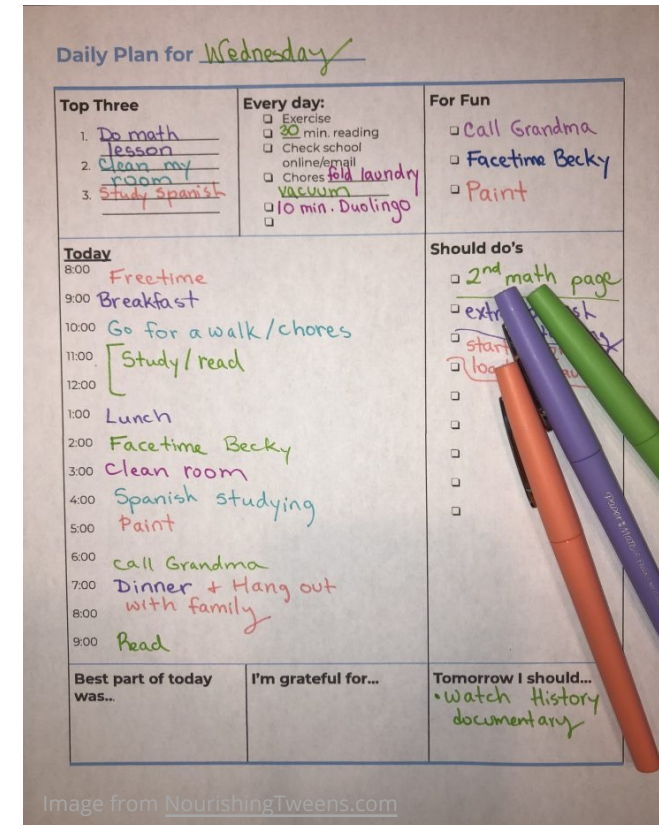 Daily Plan for Wednesday
Top Three
1. Do math
lesson
2. Clean my
room
3. Study Spanish
Every day:
Exercise
30 min. reading
Check school
online/email
Chores fold laundry
vacuum
10 min. Duolingo
For Fun
Call Grandma
Facetime Becky
Paint
Today
8:00 Freetime
9:00 Breakfast
10:00 Go for a walk/chores
11:00 Study/read
12:00
1:00 Lunch
2:00 Facetime Becky
3:00 Clean room
4:00 Spanish studying
5:00 Paint
6:00 call Grandma
7:00 Dinner + Hang out
with family
8:00
9:00 Read
Should do's
2nd math page
start
Best part of today
was..
I'm grateful for...
Tomorrow I should...
•Watch History
documentary
Paper:Mate
Image from NourishingTweens.com